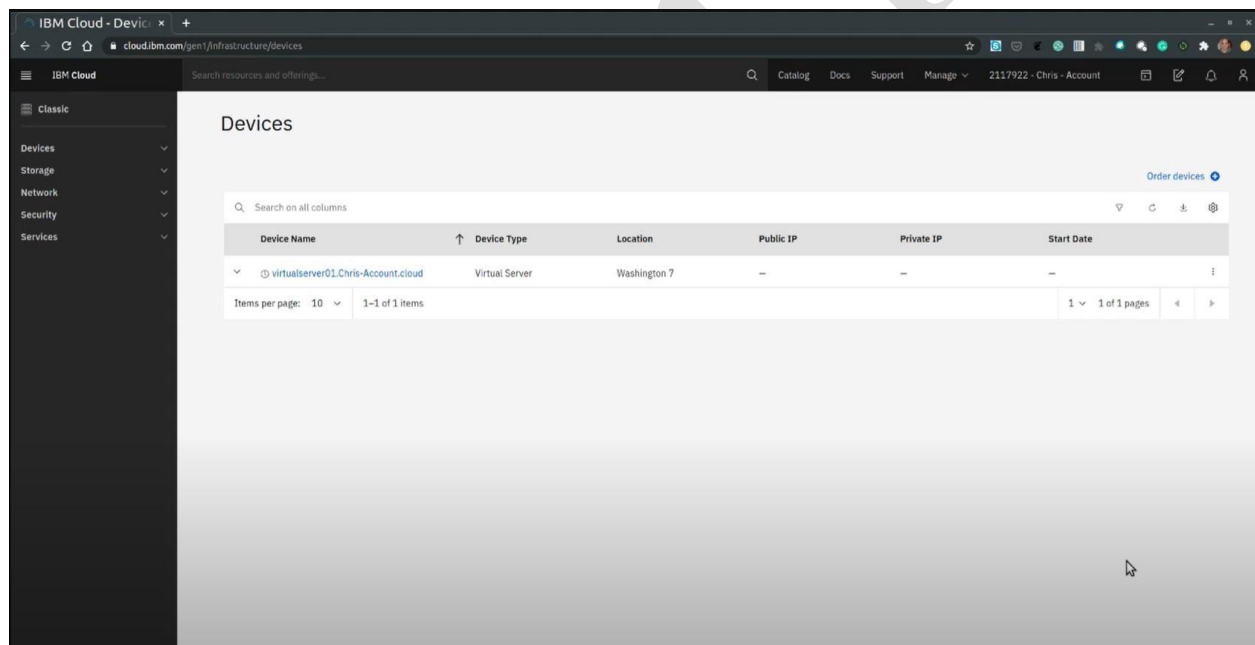 IBM Cloud - Devic
cloud.ibm.com/gen1/infrastructure/devices
IBM Cloud
Search resources and offerings...
Catalog Docs Support Manage 2117922 - Chris - Account
Classic
Devices
Storage
Network
Security
Services
Devices
Order devices
Search on all columns
Device Name Device Type Location Public IP Private IP Start Date
virtualserver01.Chris-Account.cloud Virtual Server Washington 7 – – –
Items per page: 10 1–1 of 1 items 1 1 of 1 pages